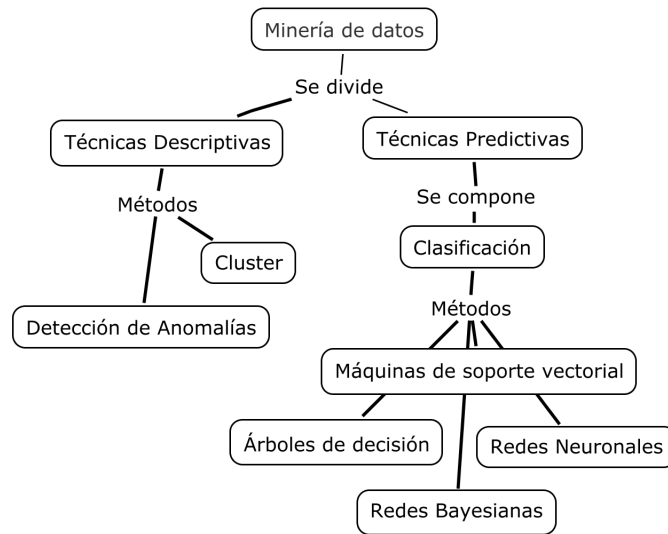 Minería de datos
Se divide
Técnicas Descriptivas
Técnicas Predictivas
Métodos
Se compone
Cluster
Clasificación
Detección de Anomalías
Métodos
Máquinas de soporte vectorial
Árboles de decisión
Redes Neuronales
Redes Bayesianas